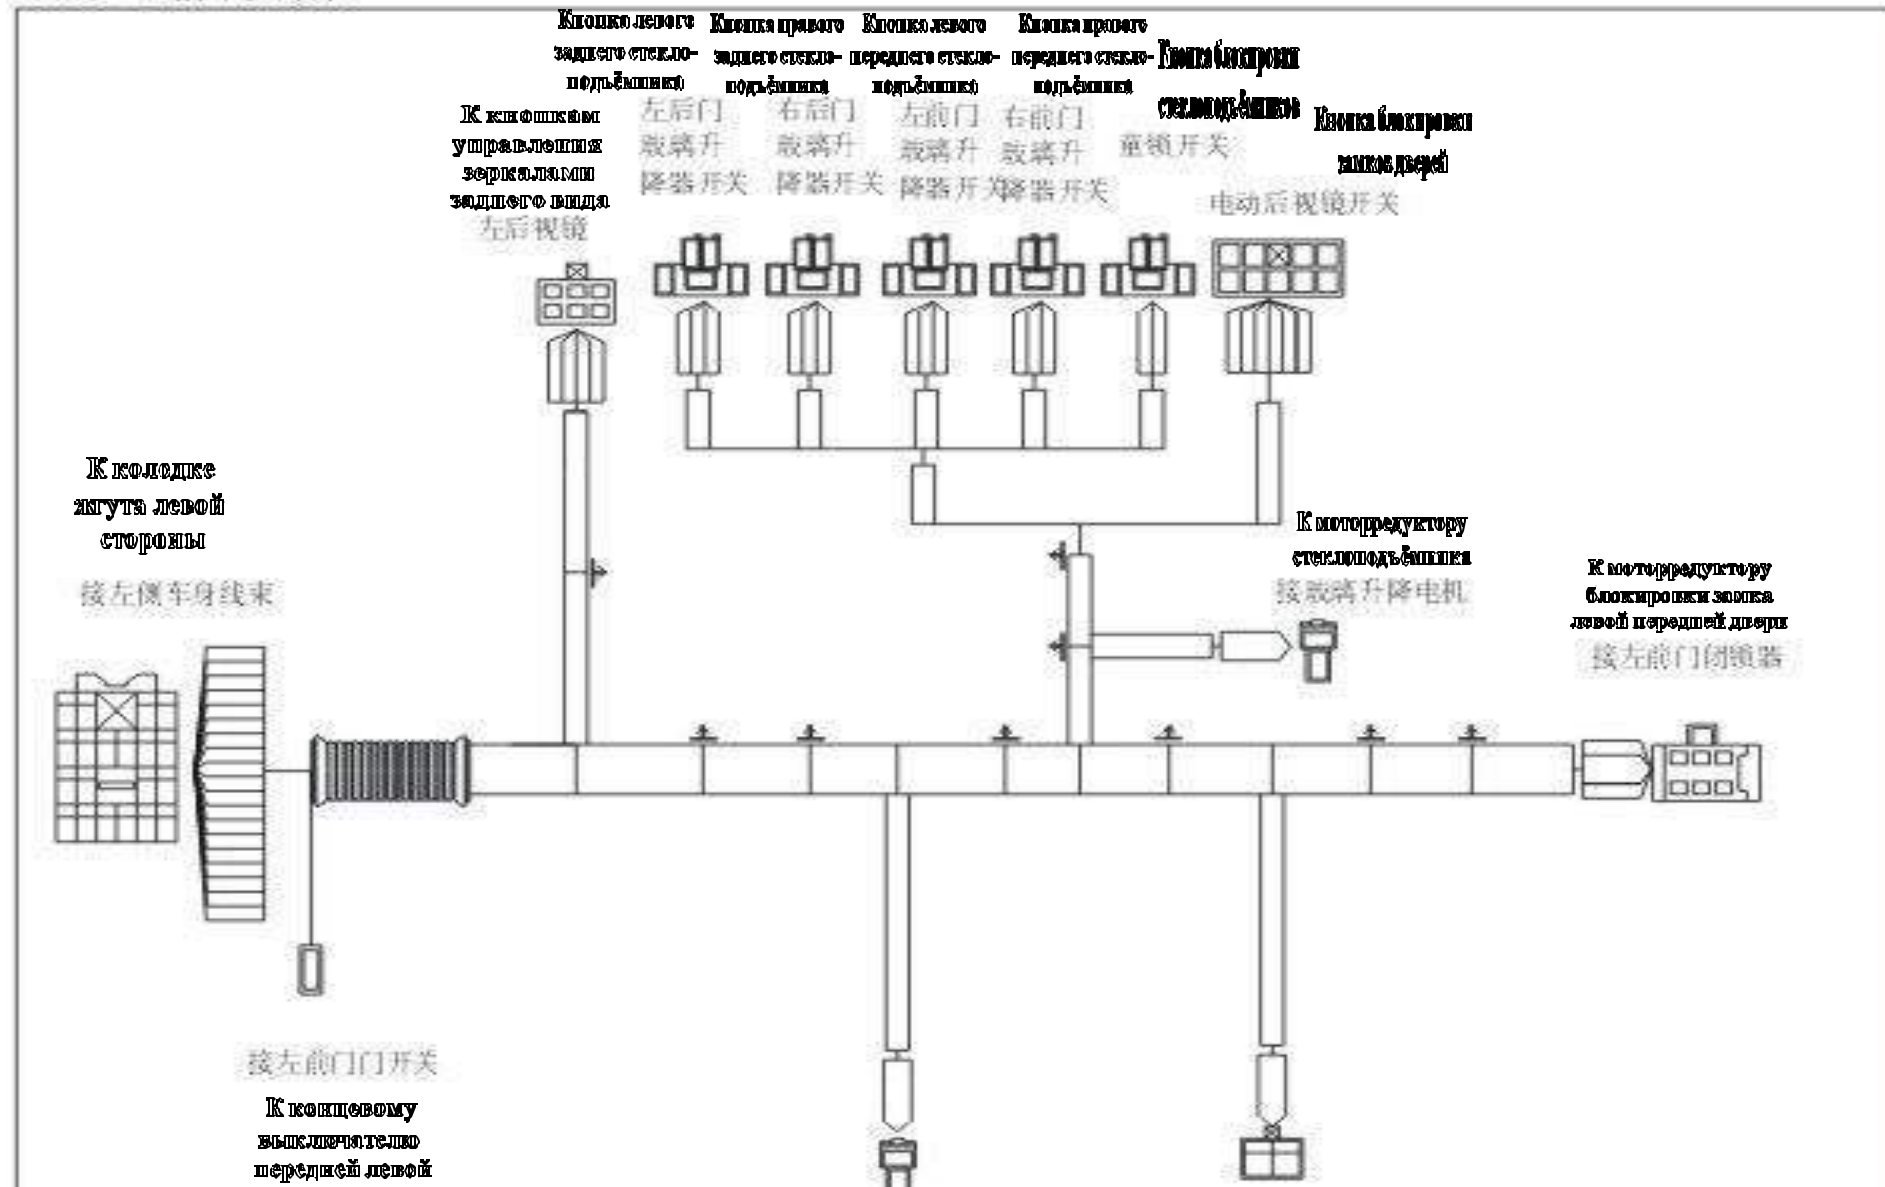 Кнопка левого
заднего стекло-
подъёмника
左后门
玻璃升
降器开关
Кнопка правого
заднего стекло-
подъёмника
右后门
玻璃升
降器开关
Кнопка левого
переднего стекло-
подъёмника
左前门
玻璃升
降器开关
Кнопка правого
переднего стекло-
подъёмника
右前门
玻璃升
降器开关
Кнопка блокировки
стеклоподъёмников
童锁开关
Кнопка блокировки
замков дверей
电动后视镜开关
К кнопкам
управления
зеркалами
заднего вида
左后视镜
К колодке
жгута левой
стороны
接左侧车身线束
К моторредуктору
стеклоподъёмника
接玻璃升降电机
К моторредуктору
блокировки замка
левой передней двери
接左前门闭锁器
接左前门门开关
К концевому
выключателю
передней левой